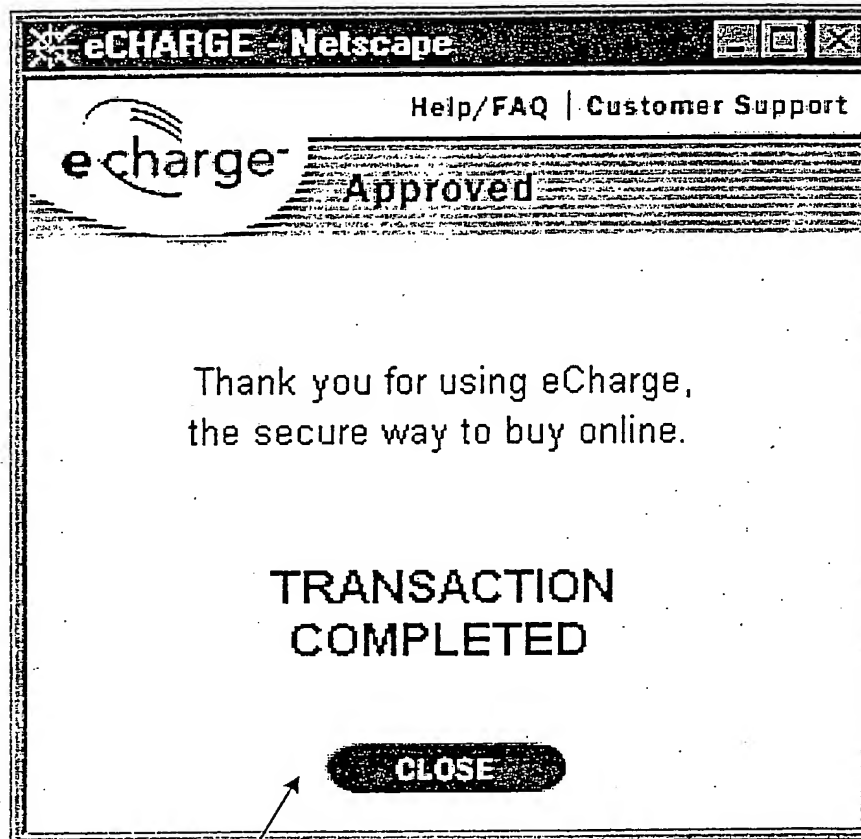 eCHARGE - Netscape
Help/FAQ | Customer Support
echarge
Approved
Thank you for using eCharge,
the secure way to buy online.
TRANSACTION
COMPLETED
CLOSE